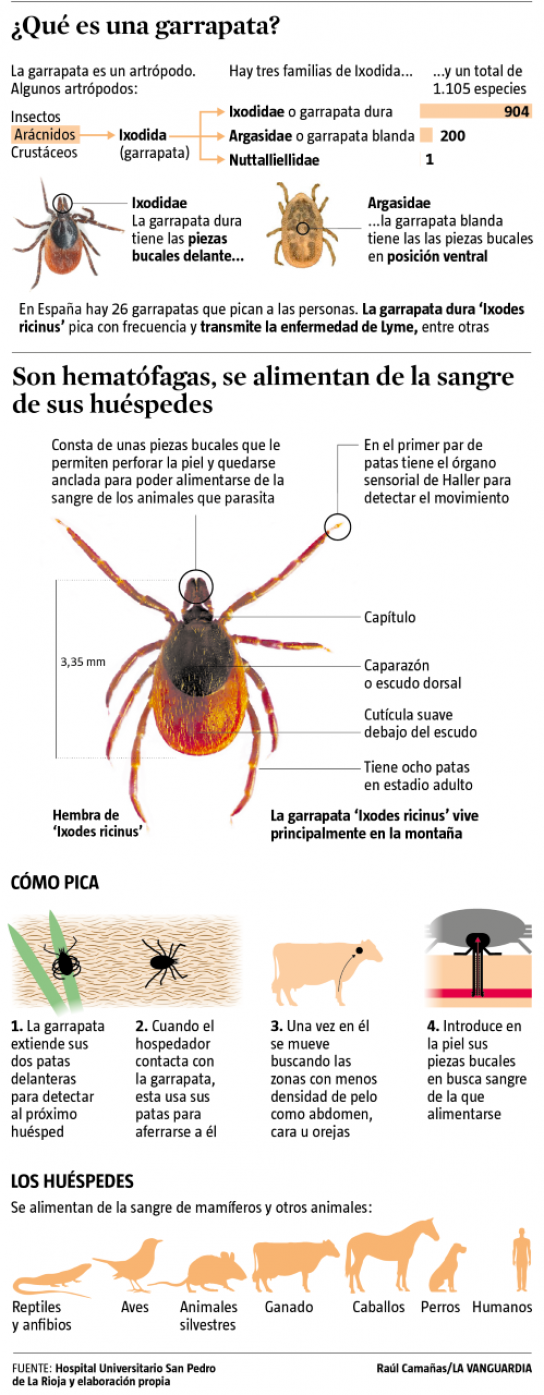 ¿Qué es una garrapata?
La garrapata es un artrópodo.
Algunos artrópodos:
Insectos
Arácnidos
Crustáceos
Ixodida
(garrapata)
Hay tres familias de Ixodida...
Ixodidae o garrapata dura
Argasidae o garrapata blanda
Nuttalliellidae
...y un total de
1.105 especies
904
200
1
Ixodidae
La garrapata dura
tiene las piezas
bucales delante...
Argasidae
...la garrapata blanda
tiene las las piezas bucales
en posición ventral
En España hay 26 garrapatas que pican a las personas. La garrapata dura ‘Ixodes
ricinus’ pica con frecuencia y transmite la enfermedad de Lyme, entre otras
Son hematófagas, se alimentan de la sangre
de sus huéspedes
Consta de unas piezas bucales que le
permiten perforar la piel y quedarse
anclada para poder alimentarse de la
sangre de los animales que parasita
En el primer par de
patas tiene el órgano
sensorial de Haller para
detectar el movimiento
Capítulo
3,35 mm
Caparazón
o escudo dorsal
Cutícula suave
debajo del escudo
Tiene ocho patas
en estadio adulto
Hembra de
‘Ixodes ricinus’
La garrapata ‘Ixodes ricinus’ vive
principalmente en la montaña
CÓMO PICA
1. La garrapata
extiende sus
dos patas
delanteras
para detectar
al próximo
huésped
2. Cuando el
hospedador
contacta con
la garrapata,
esta usa sus
patas para
aferrarse a él
3. Una vez en él
se mueve
buscando las
zonas con menos
densidad de pelo
como abdomen,
cara u orejas
4. Introduce en
la piel sus
piezas bucales
en busca sangre
de la que
alimentarse
LOS HUÉSPEDES
Se alimentan de la sangre de mamíferos y otros animales:
Reptiles
y anfibios
Aves
Animales
silvestres
Ganado
Caballos
Perros
Humanos
FUENTE: Hospital Universitario San Pedro
de La Rioja y elaboración propia
Raúl Camañas/LA VANGUARDIA